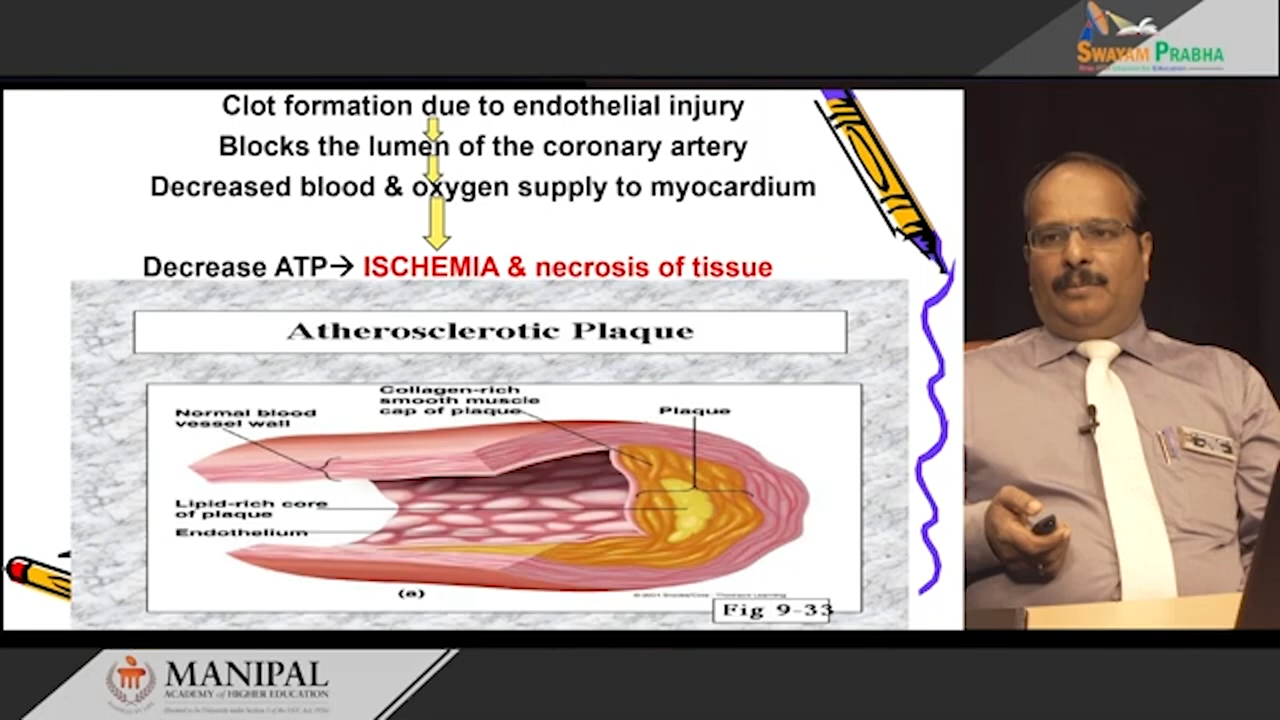 SWAYAM PRABHA
Clot formation due to endothelial injury
Blocks the lumen of the coronary artery
Decreased blood & oxygen supply to myocardium
Decrease ATP→ ISCHEMIA & necrosis of tissue
Atherosclerotic Plaque
Collagen-rich
smooth muscle
cap of plaque
Plaque
Normal blood
vessel wall
Lipid-rich core
of plaque
Endothelium
(a)
Fig 9-33
MANIPAL
ACADEMY of HIGHER EDUCATION